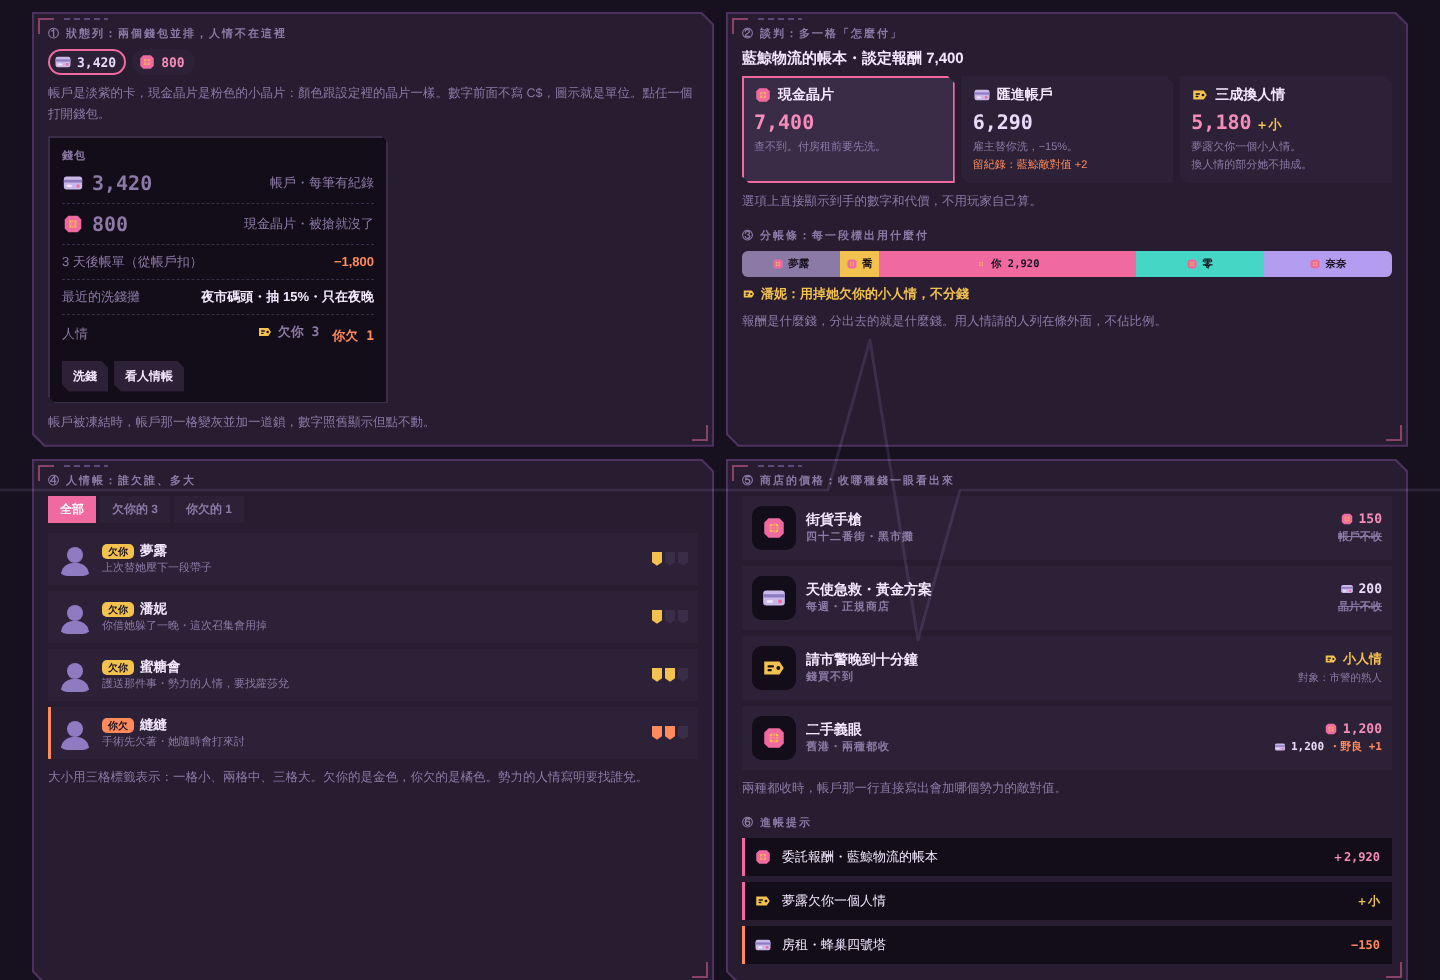 ① 狀態列：兩個錢包並排，人情不在這裡
3,420
800
帳戶是淡紫的卡，現金晶片是粉色的小晶片：顏色跟設定裡的晶片一樣。數字前面不寫 C$，圖示就是單位。點任一個
打開錢包。
錢包
3,420 帳戶・每筆有紀錄
800 現金晶片・被搶就沒了
3 天後帳單（從帳戶扣） −1,800
最近的洗錢攤 夜市碼頭・抽 15%・只在夜晚
人情 欠你 3 你欠 1
洗錢 看人情帳
帳戶被凍結時，帳戶那一格變灰並加一道鎖，數字照舊顯示但點不動。
② 談判：多一格「怎麼付」
藍鯨物流的帳本・談定報酬 7,400
現金晶片
7,400
查不到。付房租前要先洗。
匯進帳戶
6,290
雇主替你洗，−15%。
留紀錄：藍鯨敵對值 +2
三成換人情
5,180 ＋小
夢露欠你一個小人情。
換人情的部分她不抽成。
選項上直接顯示到手的數字和代價，不用玩家自己算。
③ 分帳條：每一段標出用什麼付
夢露 喬 你 2,920 零 奈奈
潘妮：用掉她欠你的小人情，不分錢
報酬是什麼錢，分出去的就是什麼錢。用人情請的人列在條外面，不佔比例。
④ 人情帳：誰欠誰、多大
全部 欠你的 3 你欠的 1
欠你 夢露
上次替她壓下一段帶子
欠你 潘妮
你借她躲了一晚・這次召集會用掉
欠你 蜜糖會
護送那件事・勢力的人情，要找蘿莎兌
你欠 縫縫
手術先欠著・她隨時會打來討
大小用三格標籤表示：一格小、兩格中、三格大。欠你的是金色，你欠的是橘色。勢力的人情寫明要找誰兌。
⑤ 商店的價格：收哪種錢一眼看出來
街貨手槍 150
四十二番街・黑市攤 帳戶不收
天使急救・黃金方案 200
每週・正規商店 晶片不收
請市警晚到十分鐘 小人情
錢買不到 對象：市警的熟人
二手義眼 1,200
舊港・兩種都收 1,200 ・野良 +1
兩種都收時，帳戶那一行直接寫出會加哪個勢力的敵對值。
⑥ 進帳提示
委託報酬・藍鯨物流的帳本 ＋2,920
夢露欠你一個人情 ＋小
房租・蜂巢四號塔 −150